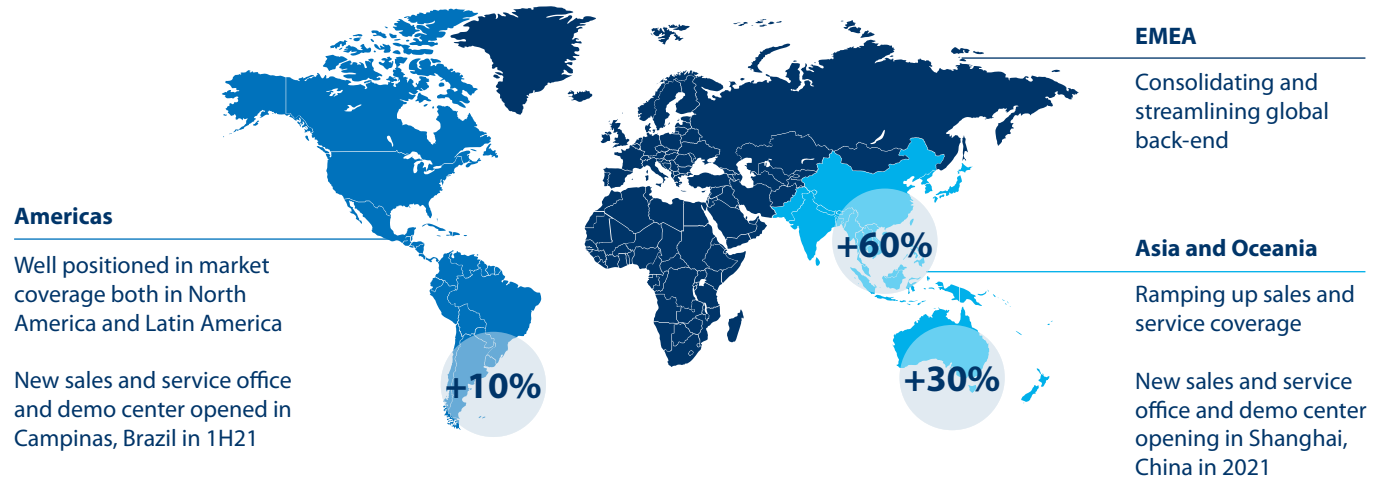 EMEA
Consolidating and
streamlining global
back-end
Americas
Well positioned in market
coverage both in North
America and Latin America
New sales and service office
and demo center opened in
Campinas, Brazil in 1H21
+10%
+60%
+30%
Asia and Oceania
Ramping up sales and
service coverage
New sales and service
office and demo center
opening in Shanghai,
China in 2021